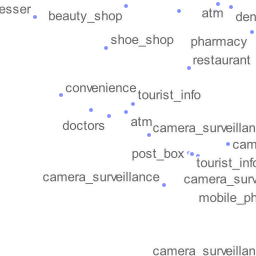 esser
beauty_shop
atm
den
shoe_shop
pharmacy
restaurant
convenience
tourist_info
doctors
atm
camera_surveillan
cam
post_box
tourist_info
camera_surveillance
camera_surv
mobile_ph
camera_surveillan